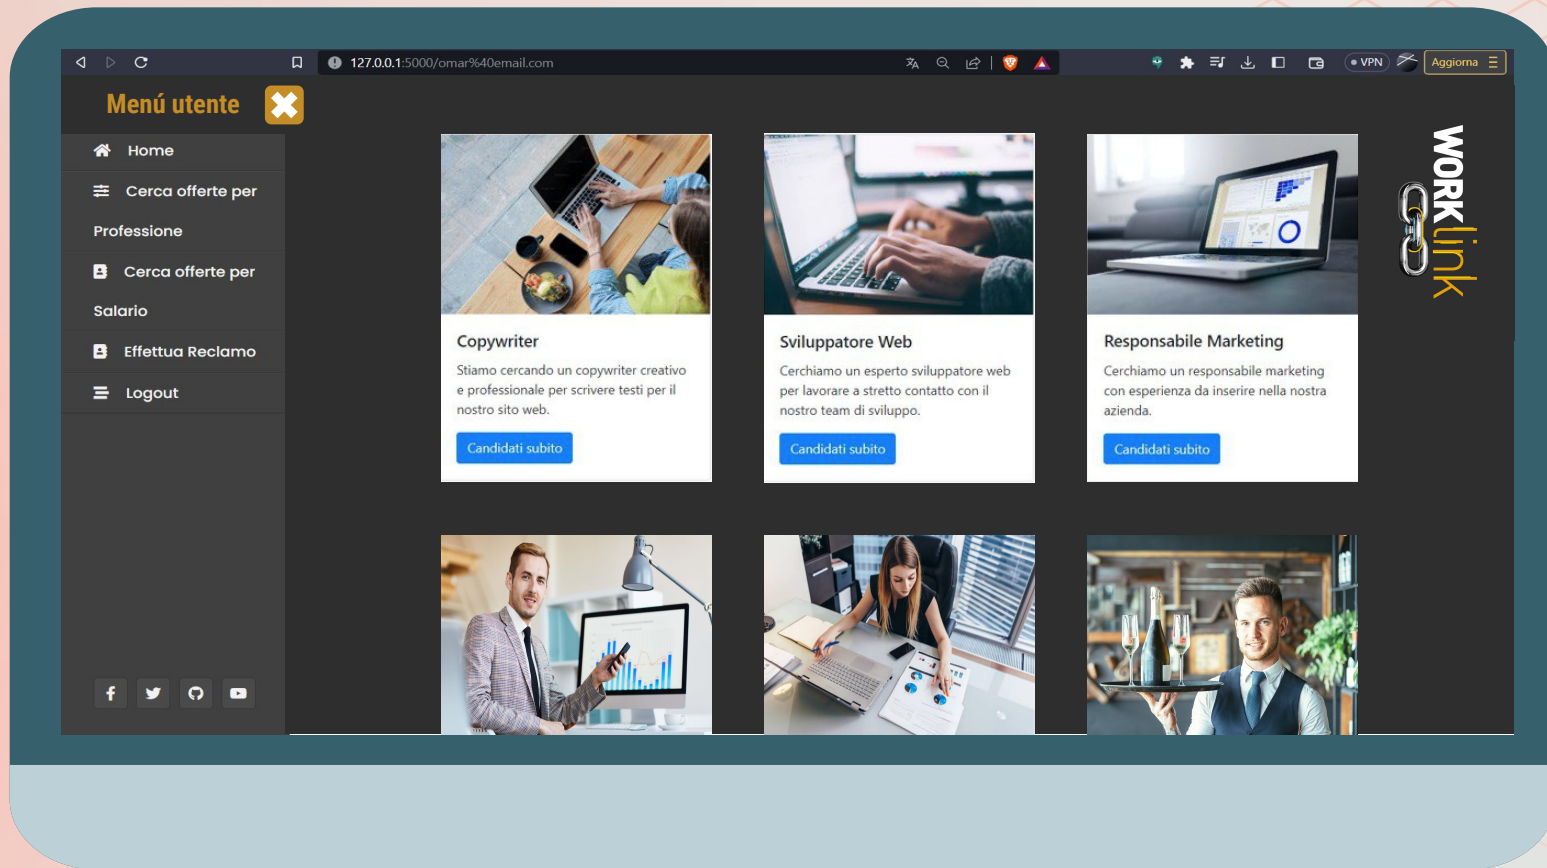 127.0.0.1:5000/omar%40email.com
VPN
Aggiorna
Menú utente
Home
Cerca offerte per
Professione
Cerca offerte per
Salario
Effettua Reclamo
Logout
WORK
link
Copywriter
Stiamo cercando un copywriter creativo
e professionale per scrivere testi per il
nostro sito web.
Candidati subito
Sviluppatore Web
Cerchiamo un esperto sviluppatore web
per lavorare a stretto contatto con il
nostro team di sviluppo.
Candidati subito
Responsabile Marketing
Cerchiamo un responsabile marketing
con esperienza da inserire nella nostra
azienda.
Candidati subito